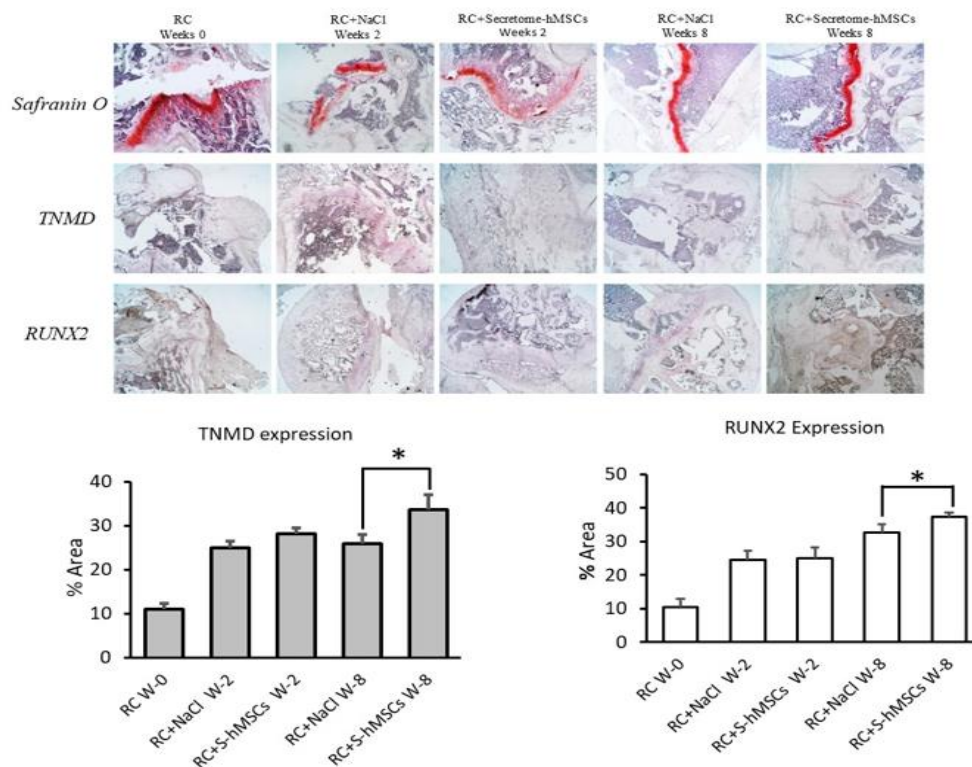 RC
Weeks 0
RC+NaCl
Weeks 2
RC+Secretome-hMSCs
Weeks 2
RC+NaCl
Weeks 8
RC+Secretome-hMSCs
Weeks 8
Safranin O
TNMD
RUNX2
TNMD expression
*
40
30
20
10
0
% Area
RC W-0
RC+NaCl W-2
RC+S-hMSCs W-2
RC+NaCl W-8
RC+S-hMSCs W-8
RUNX2 Expression
*
50
40
30
20
10
0
% Area
RC W-0
RC+NaCl W-2
RC+S-hMSCs W-2
RC+NaCl W-8
RC+S-hMSCs W-8